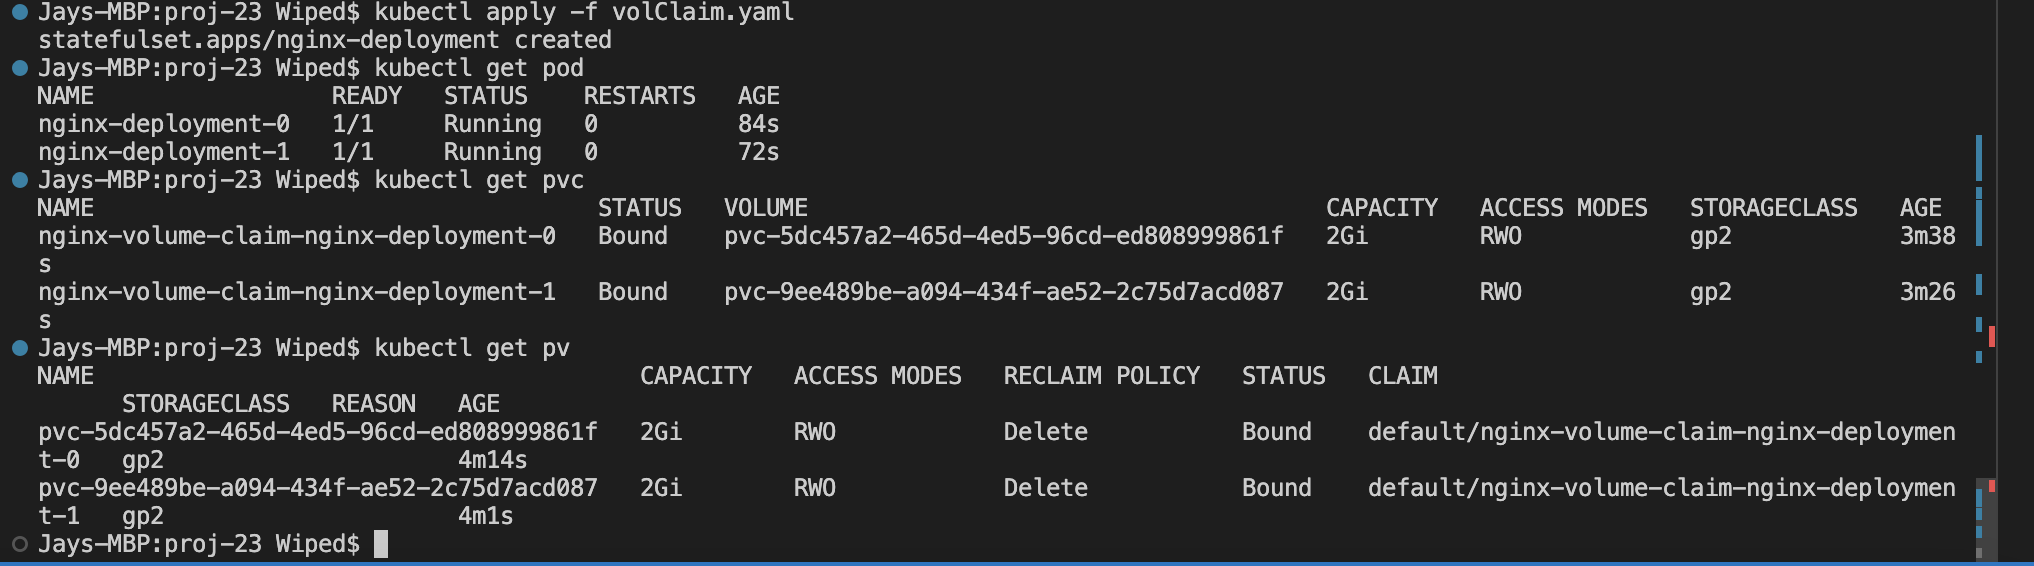 Jays-MBP:proj-23 Wiped$ kubectl apply -f volClaim.yaml
statefulset.apps/nginx-deployment created
Jays-MBP:proj-23 Wiped$ kubectl get pod
NAME                 READY   STATUS    RESTARTS   AGE
nginx-deployment-0   1/1     Running   0          84s
nginx-deployment-1   1/1     Running   0          72s
Jays-MBP:proj-23 Wiped$ kubectl get pvc
NAME                                    STATUS   VOLUME                                     CAPACITY   ACCESS MODES   STORAGECLASS   AGE
nginx-volume-claim-nginx-deployment-0   Bound    pvc-5dc457a2-465d-4ed5-96cd-ed808999861f   2Gi        RWO            gp2            3m38
s
nginx-volume-claim-nginx-deployment-1   Bound    pvc-9ee489be-a094-434f-ae52-2c75d7acd087   2Gi        RWO            gp2            3m26
s
Jays-MBP:proj-23 Wiped$ kubectl get pv
NAME                                       CAPACITY   ACCESS MODES   RECLAIM POLICY   STATUS   CLAIM
      STORAGECLASS   REASON   AGE
pvc-5dc457a2-465d-4ed5-96cd-ed808999861f   2Gi        RWO            Delete           Bound    default/nginx-volume-claim-nginx-deploymen
t-0   gp2                     4m14s
pvc-9ee489be-a094-434f-ae52-2c75d7acd087   2Gi        RWO            Delete           Bound    default/nginx-volume-claim-nginx-deploymen
t-1   gp2                     4m1s
Jays-MBP:proj-23 Wiped$